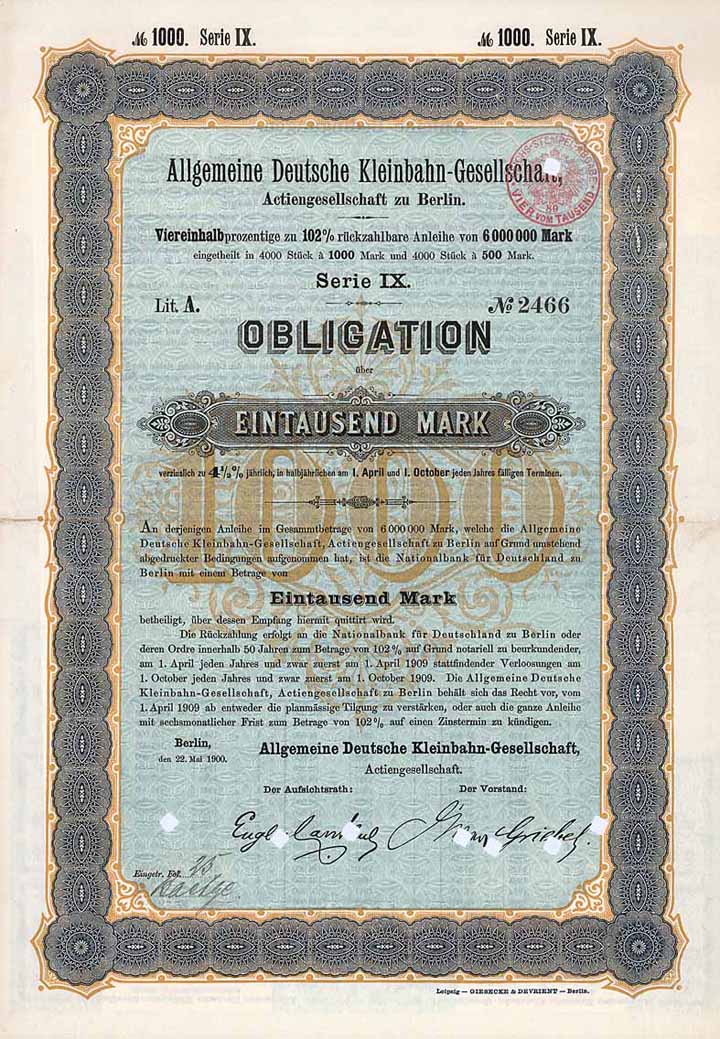 ℳ 1000. Serie IX. ℳ 1000. Serie IX.
Allgemeine Deutsche Kleinbahn-Gesellschaft,
Actiengesellschaft zu Berlin.
VIER VOM TAUSEND
Viereinhalbprozentige zu 102% rückzahlbare Anleihe von 6 000 000 Mark
eingetheilt in 4000 Stück à 1000 Mark und 4000 Stück à 500 Mark.
Serie IX.
Lit. A. № 2466
OBLIGATION
über
EINTAUSEND MARK
verzinslich zu 4½% jährlich, in halbjährlichen am 1. April und 1. October jeden Jahres fälligen Terminen.
1000
An derjenigen Anleihe im Gesammtbetrage von 6 000 000 Mark, welche die Allgemeine
Deutsche Kleinbahn-Gesellschaft, Actiengesellschaft zu Berlin auf Grund umstehend
abgedruckter Bedingungen aufgenommen hat, ist die Nationalbank für Deutschland zu
Berlin mit einem Betrage von
Eintausend Mark
betheiligt, über dessen Empfang hiermit quittirt wird.
Die Rückzahlung erfolgt an die Nationalbank für Deutschland zu Berlin oder
deren Ordre innerhalb 50 Jahren zum Betrage von 102% auf Grund notariell zu beurkundender,
am 1. April jeden Jahres und zwar zuerst am 1. April 1909 stattfindender Verloosungen am
1. October jeden Jahres und zwar zuerst am 1. October 1909. Die Allgemeine Deutsche
Kleinbahn-Gesellschaft, Actiengesellschaft zu Berlin behält sich das Recht vor, vom
1. April 1909 ab entweder die planmässige Tilgung zu verstärken, oder auch die ganze Anleihe
mit sechsmonatlicher Frist zum Betrage von 102% auf einen Zinstermin zu kündigen.
Berlin,
den 22. Mai 1900.
Allgemeine Deutsche Kleinbahn-Gesellschaft,
Actiengesellschaft.
Der Aufsichtsrath: Der Vorstand:
Griebel.
Eingetr. Fol. 25
Leipzig — GIESECKE & DEVRIENT — Berlin.